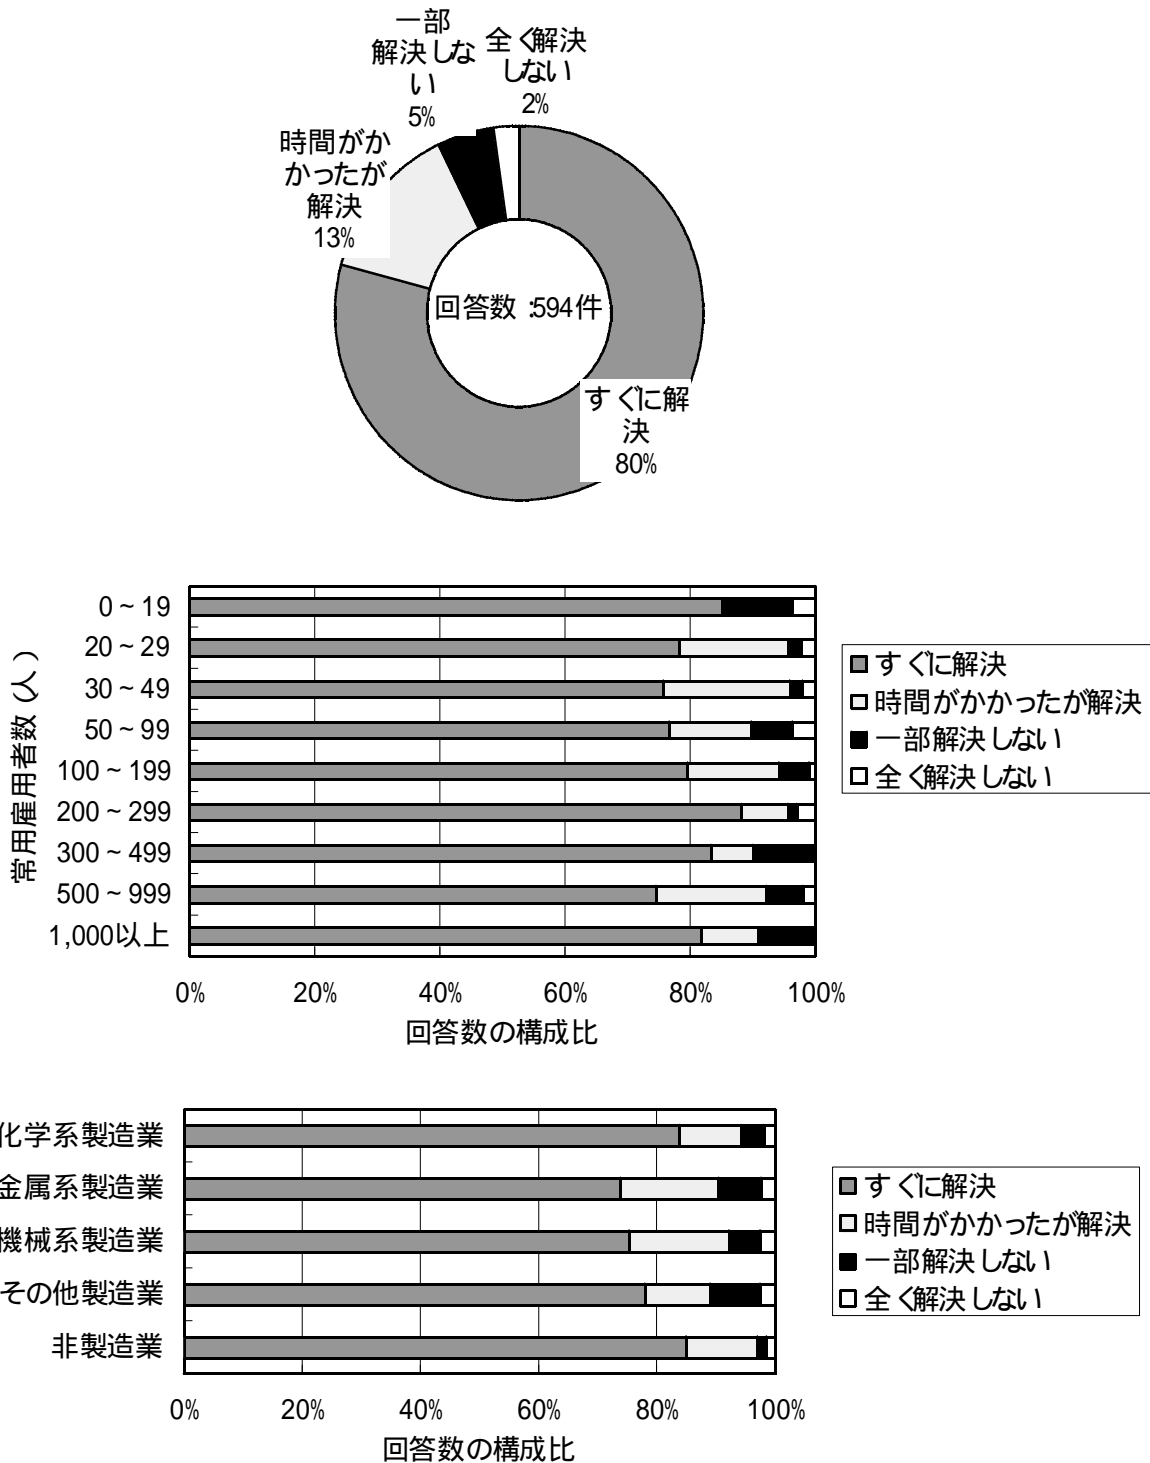 一部
解決しな
い
5%
全く解決
しない
2%
時間がか
かったが
解決
13%
回答数:594件
すぐに解
決
80%
常用雇用者数(人)
0~19
20~29
30~49
50~99
100~199
200~299
300~499
500~999
1,000以上
0% 20% 40% 60% 80% 100%
回答数の構成比
すぐに解決
時間がかかったが解決
一部解決しない
全く解決しない
化学系製造業
金属系製造業
機械系製造業
その他製造業
非製造業
0% 20% 40% 60% 80% 100%
回答数の構成比
すぐに解決
時間がかかったが解決
一部解決しない
全く解決しない